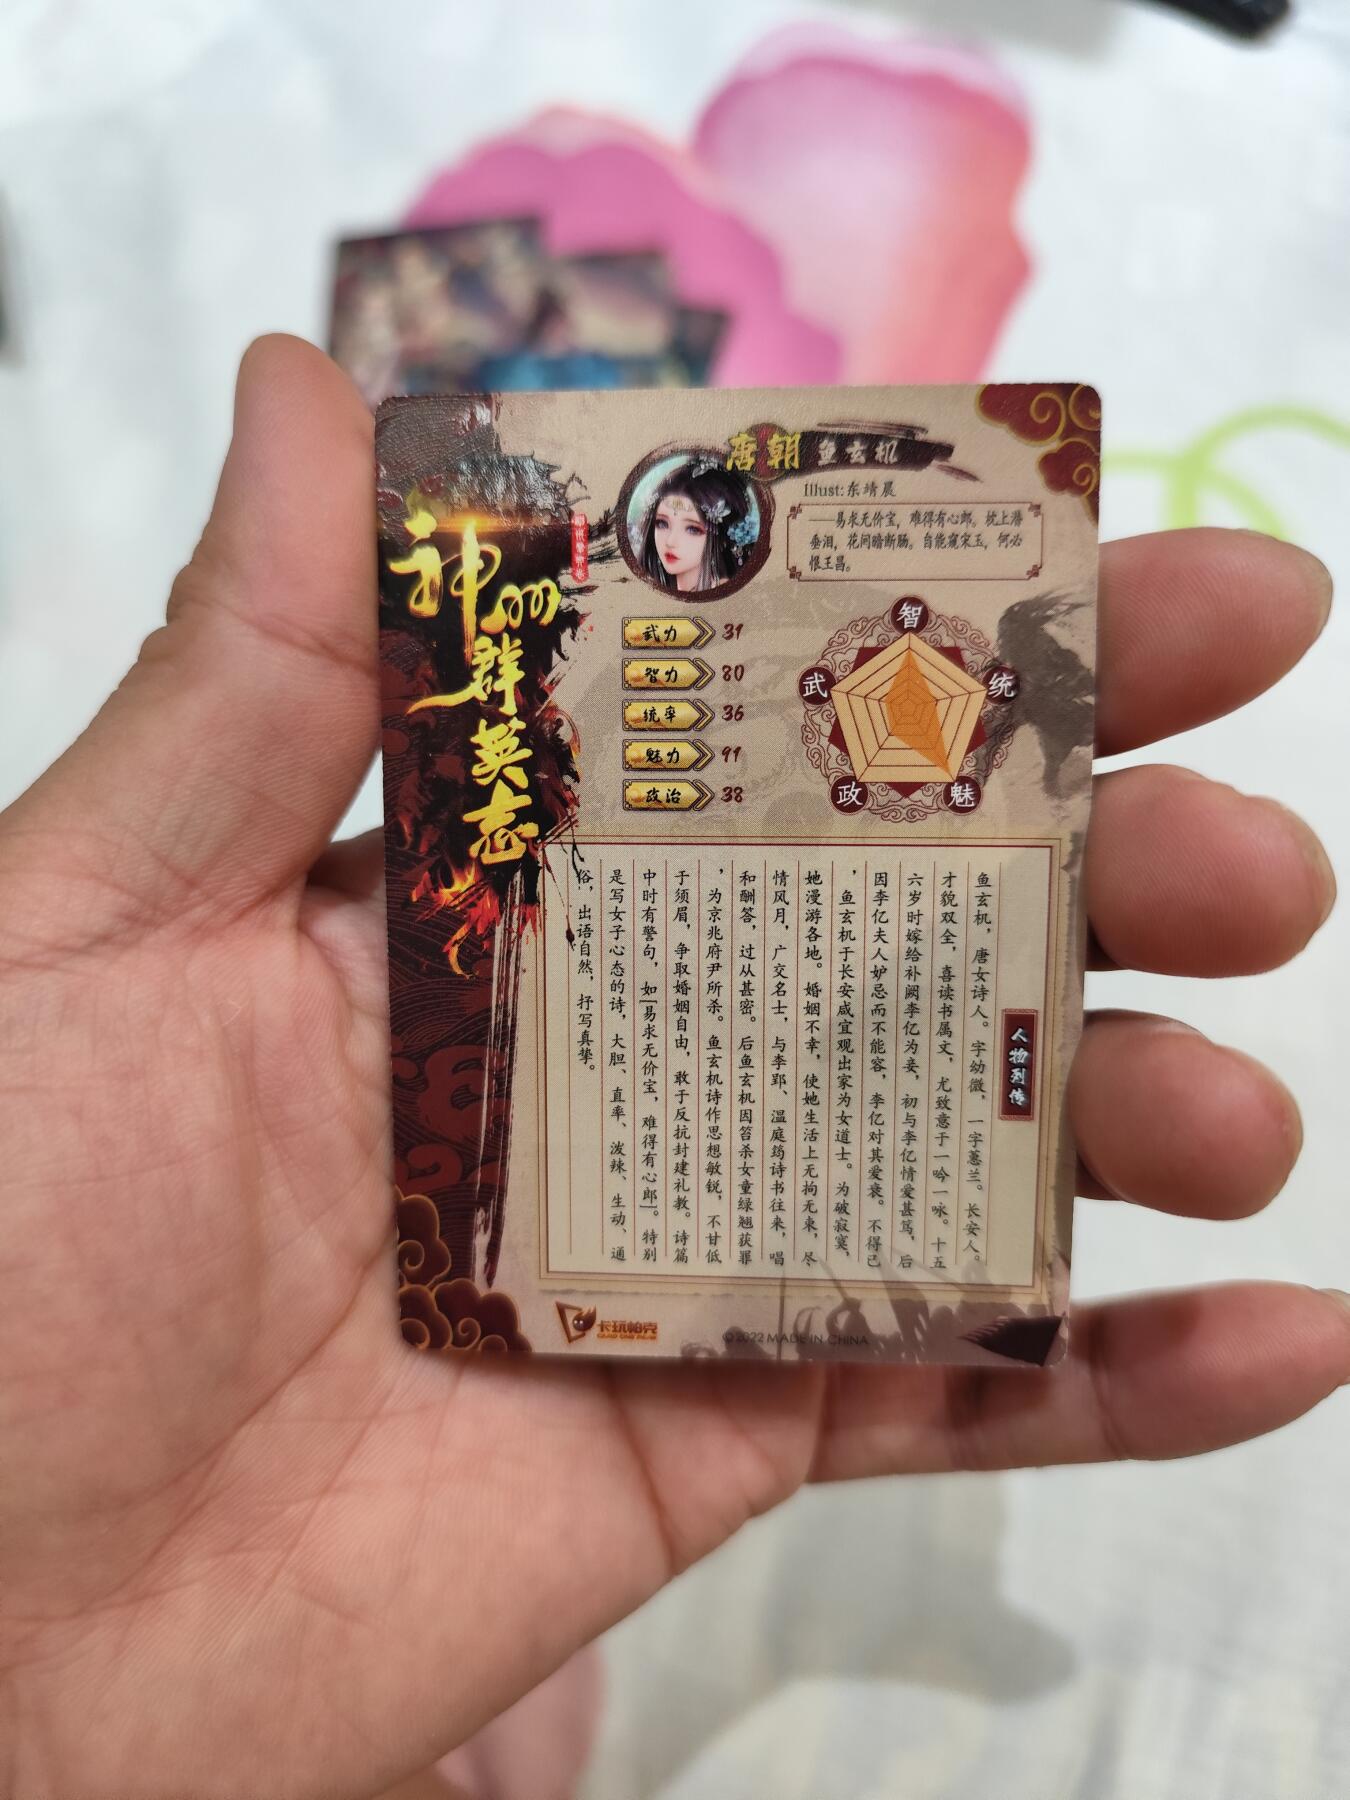 神州群英志
唐朝 鱼玄机
Illust:东靖晨
——易求无价宝，难得有心郎。枕上潜
垂泪，花间暗断肠。自能窥宋玉，何必
恨王昌。
武力 31
智力 80
统率 36
魅力 91
政治 38
智
武
统
政
魅
人物列传
鱼玄机，唐女诗人。字幼微，一字蕙兰。长安人。
才貌双全，喜读书属文，尤致意于一吟一咏。十五
六岁时嫁给补阙李亿为妾，初与李亿情爱甚笃，后
因李亿夫人妒忌而不能容，李亿对其爱衰。不得已
，鱼玄机于长安咸宜观出家为女道士。为破寂寞，
她漫游各地。婚姻不幸，使她生活上无拘无束，尽
情风月，广交名士，与李郢、温庭筠诗书往来，唱
和酬答，过从甚密。后鱼玄机因笞杀女童绿翘获罪
，为京兆府尹所杀。鱼玄机诗作思想敏锐，不甘低
于须眉，争取婚姻自由，敢于反抗封建礼教。诗篇
中时有警句，如「易求无价宝，难得有心郎」。特别
是写女子心态的诗，大胆、直率、泼辣、生动、通
俗，出语自然，抒写真挚。
卡玩帕克
©2022 MADE IN CHINA